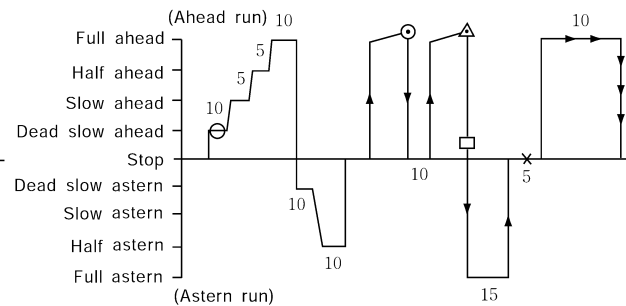 (Ahead run)
10
10
Full ahead
5
Half ahead
5
Slow ahead
10
Dead slow ahead
Stop
10
5
Dead slow astern
10
Slow astern
Half astern
10
Full astern
15
(Astern run)